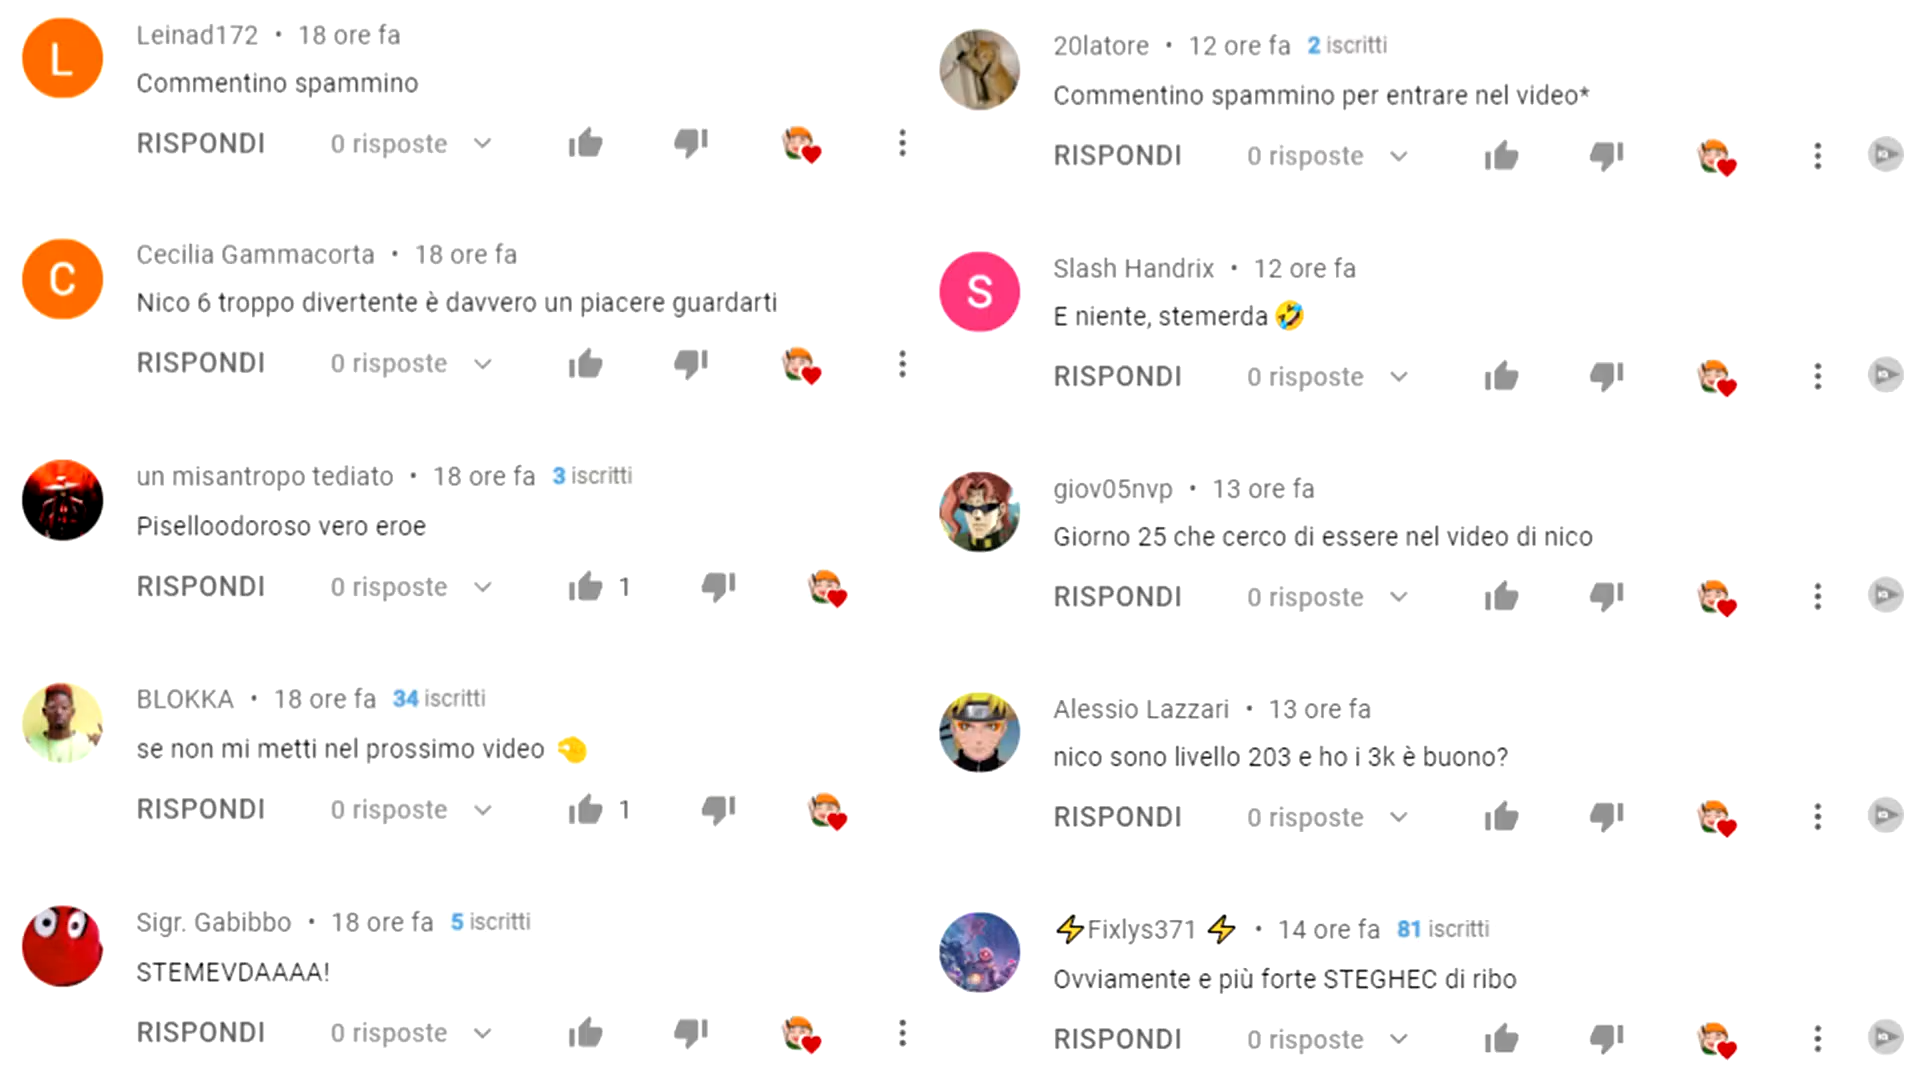 L
Leinad172 • 18 ore fa
Commentino spammino
RISPONDI 0 risposte
C
Cecilia Gammacorta • 18 ore fa
Nico 6 troppo divertente è davvero un piacere guardarti
RISPONDI 0 risposte
un misantropo tediato • 18 ore fa 3 iscritti
Piselloodoroso vero eroe
RISPONDI 0 risposte 1
BLOKKA • 18 ore fa 34 iscritti
se non mi metti nel prossimo video 🤏
RISPONDI 0 risposte 1
Sigr. Gabibbo • 18 ore fa 5 iscritti
STEMEVDAAAA!
RISPONDI 0 risposte
20latore • 12 ore fa 2 iscritti
Commentino spammino per entrare nel video*
RISPONDI 0 risposte
S
Slash Handrix • 12 ore fa
E niente, stemerda 🤣
RISPONDI 0 risposte
giov05nvp • 13 ore fa
Giorno 25 che cerco di essere nel video di nico
RISPONDI 0 risposte
Alessio Lazzari • 13 ore fa
nico sono livello 203 e ho i 3k è buono?
RISPONDI 0 risposte
⚡Fixlys371 ⚡ • 14 ore fa 81 iscritti
Ovviamente e più forte STEGHEC di ribo
RISPONDI 0 risposte